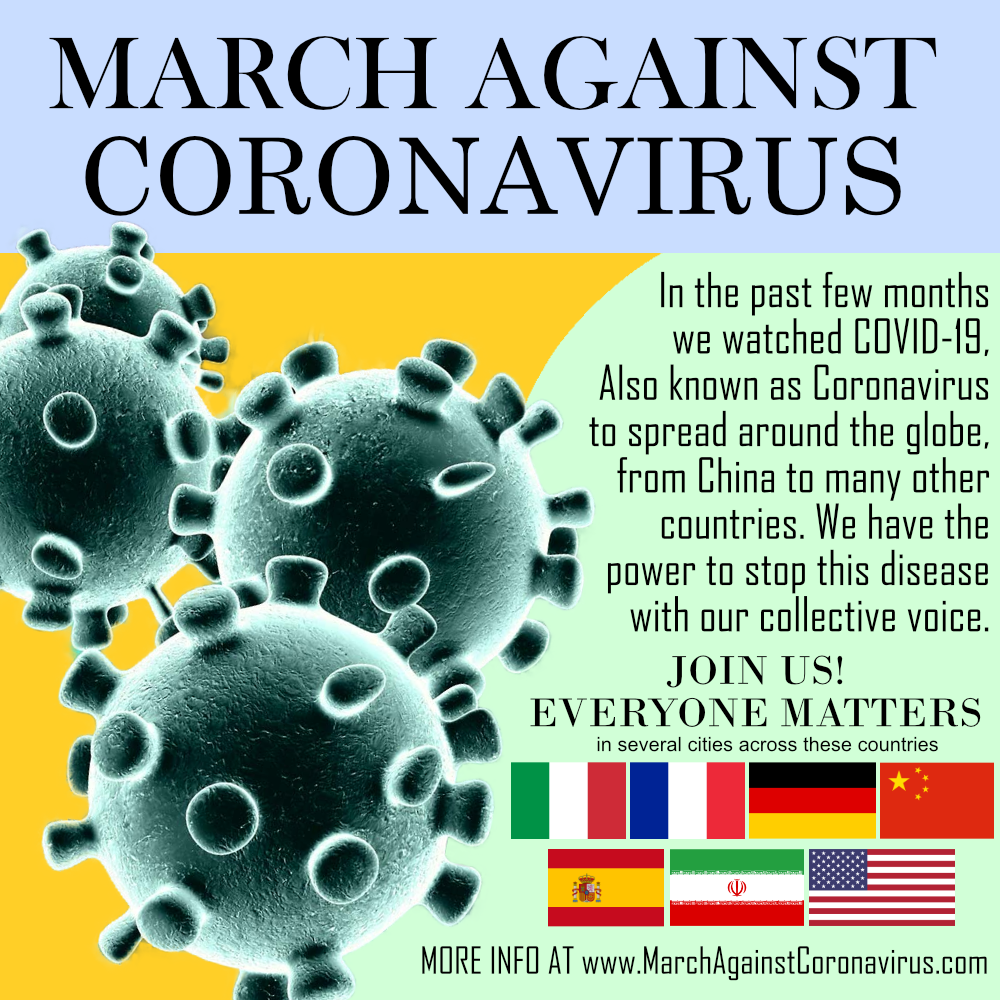 MARCH AGAINST
CORONAVIRUS
In the past few months
we watched COVID-19,
Also known as Coronavirus
to spread around the globe,
from China to many other
countries. We have the
power to stop this disease
with our collective voice.
JOIN US!
EVERYONE MATTERS
in several cities across these countries
MORE INFO AT www.MarchAgainstCoronavirus.com